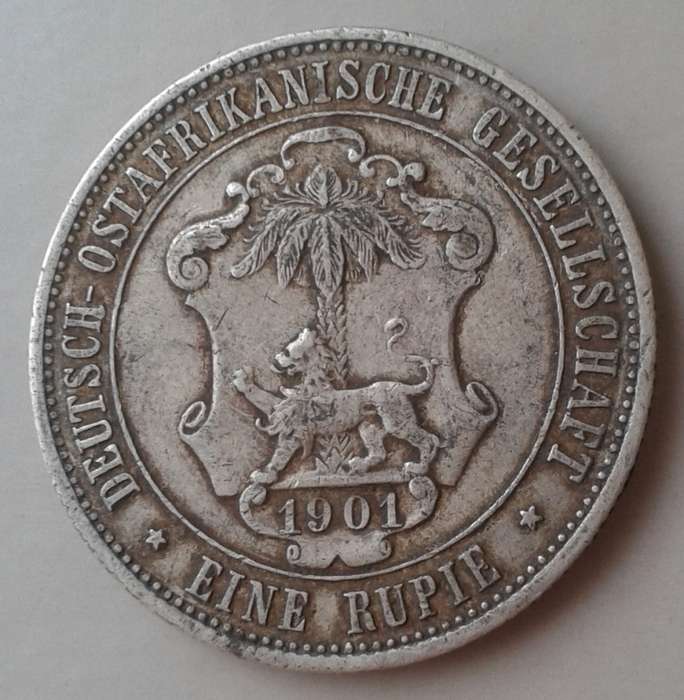 DEUTSCH-OSTAFRIKANISCHE GESELLSCHAFT
1901
EINE RUPIE